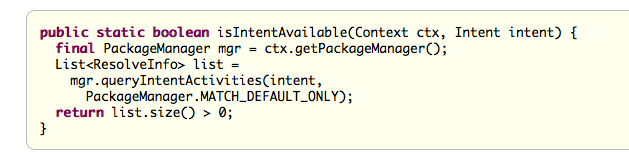 public static boolean isIntentAvailable(Context ctx, Intent intent) {
  final PackageManager mgr = ctx.getPackageManager();
  List<ResolveInfo> list =
    mgr.queryIntentActivities(intent,
      PackageManager.MATCH_DEFAULT_ONLY);
  return list.size() > 0;
}